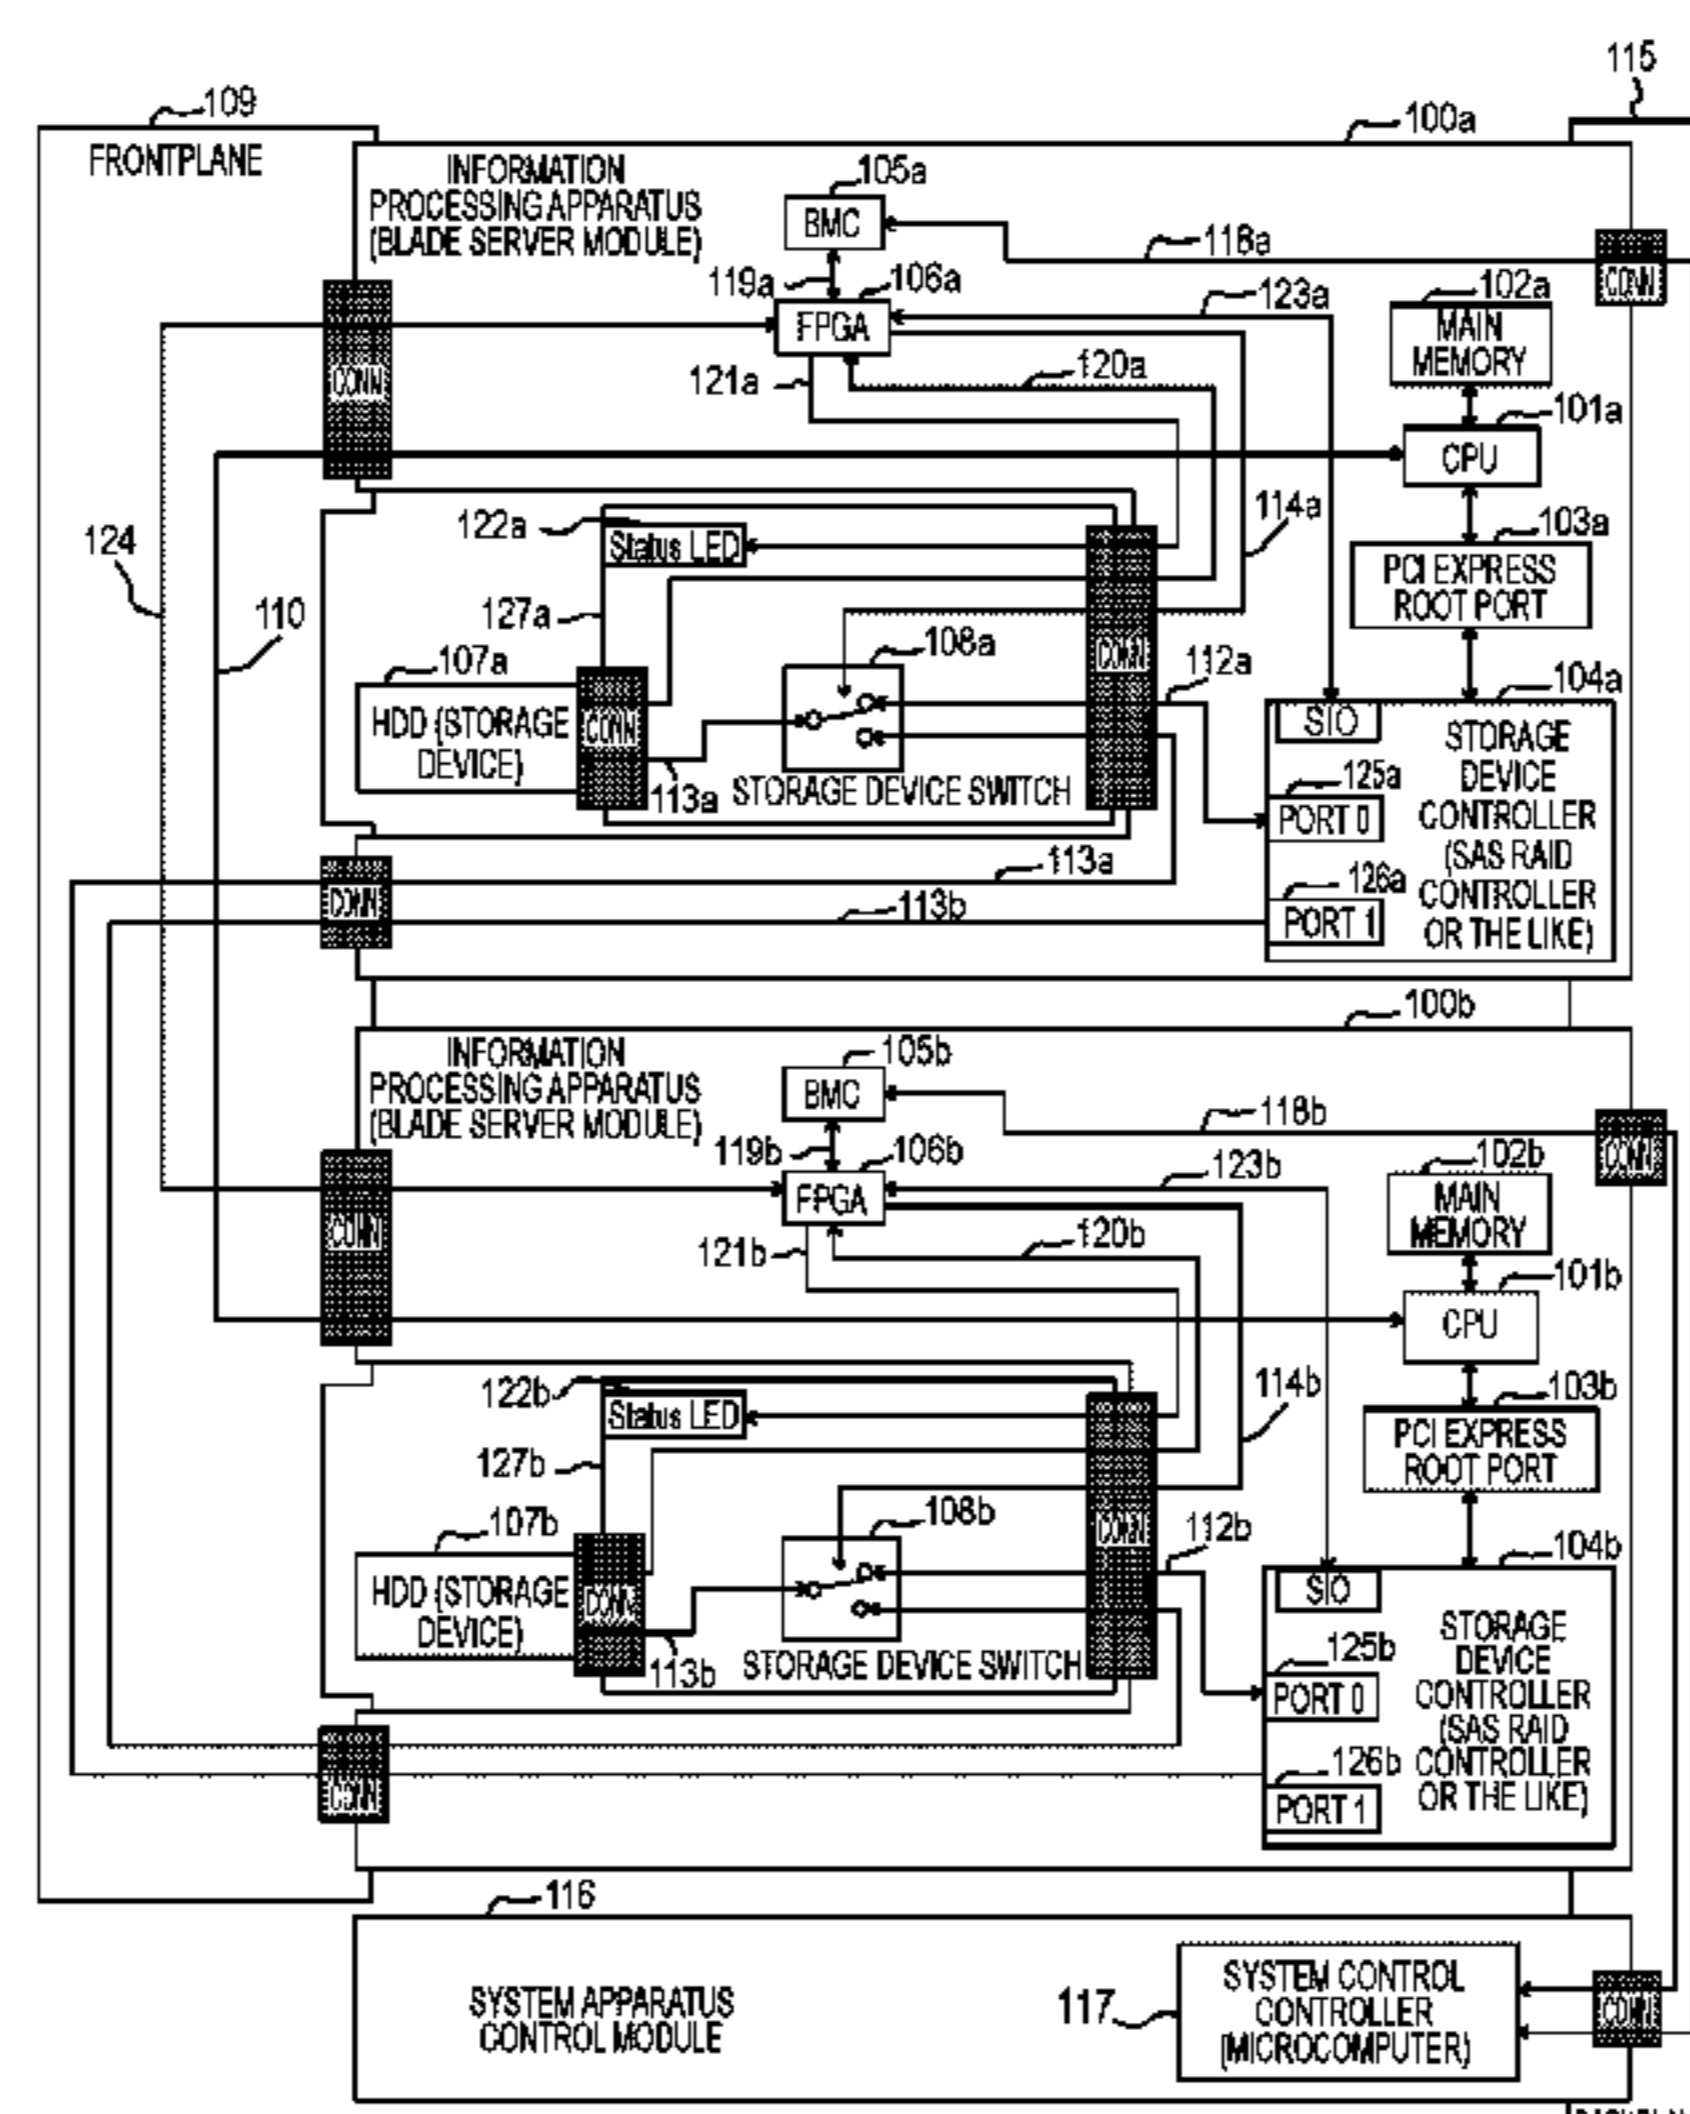 115
109
100a
FRONTPLANE
INFORMATION
PROCESSING APPARATUS
(BLADE SERVER MODULE)
105a
BMC
118a
CONN
119a
106a
123a
102a
FPGA
MAIN
MEMORY
CONN
121a
120a
101a
CPU
124
122a
Status LED
114a
103a
PCI EXPRESS
ROOT PORT
110
127a
107a
108a
CONN
112a
104a
HDD (STORAGE
DEVICE)
CONN
SIO
STORAGE
DEVICE
CONTROLLER
(SAS RAID
CONTROLLER
OR THE LIKE)
113a
STORAGE DEVICE SWITCH
125a
PORT 0
113a
126a
CONN
113b
PORT 1
100b
INFORMATION
PROCESSING APPARATUS
(BLADE SERVER MODULE)
105b
BMC
118b
CONN
119b
106b
123b
102b
FPGA
MAIN
MEMORY
CONN
121b
120b
101b
CPU
122b
Status LED
114b
103b
PCI EXPRESS
ROOT PORT
127b
107b
108b
CONN
112b
104b
HDD (STORAGE
DEVICE)
CONN
SIO
STORAGE
DEVICE
CONTROLLER
(SAS RAID
CONTROLLER
OR THE LIKE)
113b
STORAGE DEVICE SWITCH
125b
PORT 0
126b
CONN
PORT 1
116
SYSTEM APPARATUS
CONTROL MODULE
117
SYSTEM CONTROL
CONTROLLER
(MICROCOMPUTER)
CONN